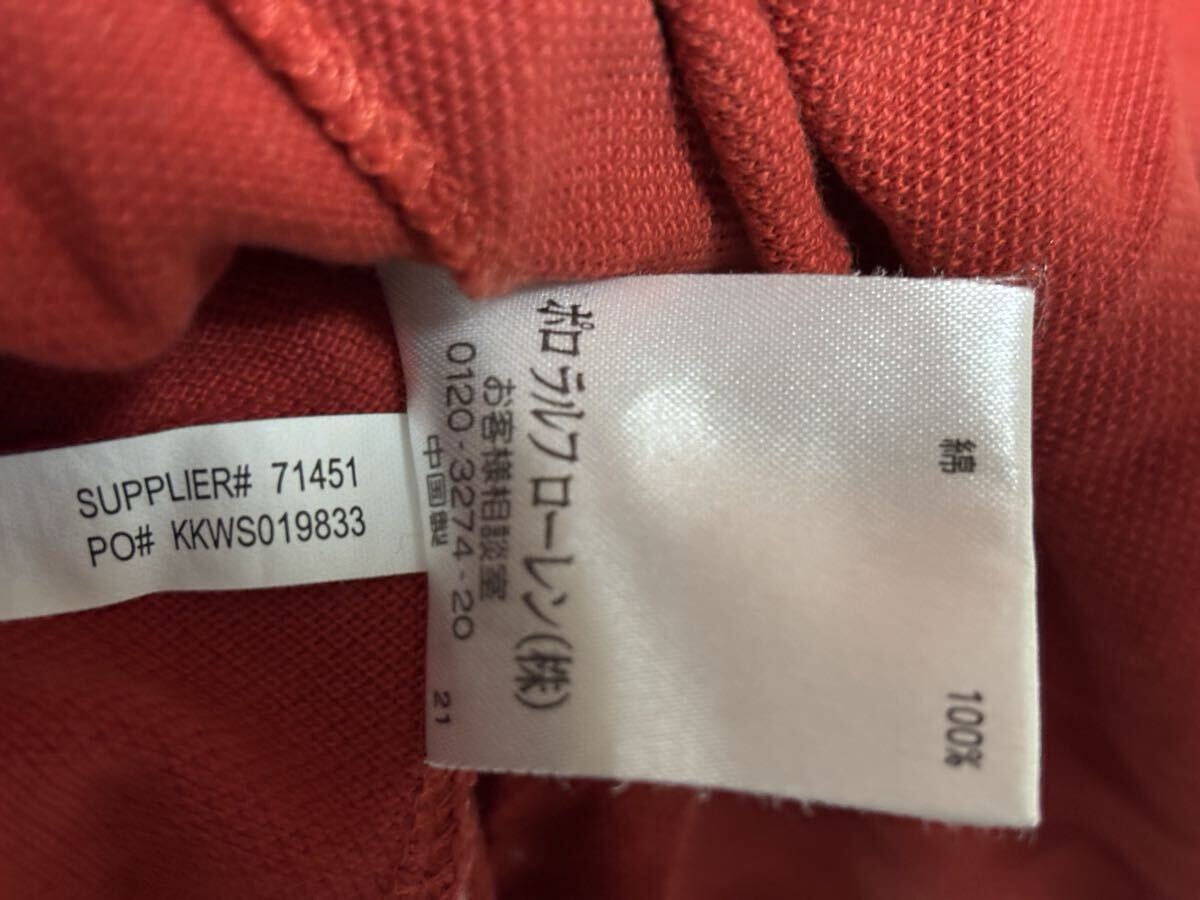 綿 100%
ポロ ラルフローレン(株)
お客様相談室
0120-3274-20
中国製 21
SUPPLIER# 71451
PO# KKWS019833